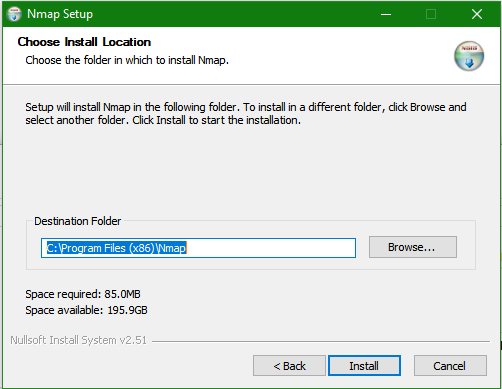 Nmap Setup
Choose Install Location
Choose the folder in which to install Nmap.
Setup will install Nmap in the following folder. To install in a different folder, click Browse and
select another folder. Click Install to start the installation.
Destination Folder
C:\Program Files (x86)\Nmap
Browse...
Space required: 85.0MB
Space available: 195.9GB
Nullsoft Install System v2.51
< Back
Install
Cancel